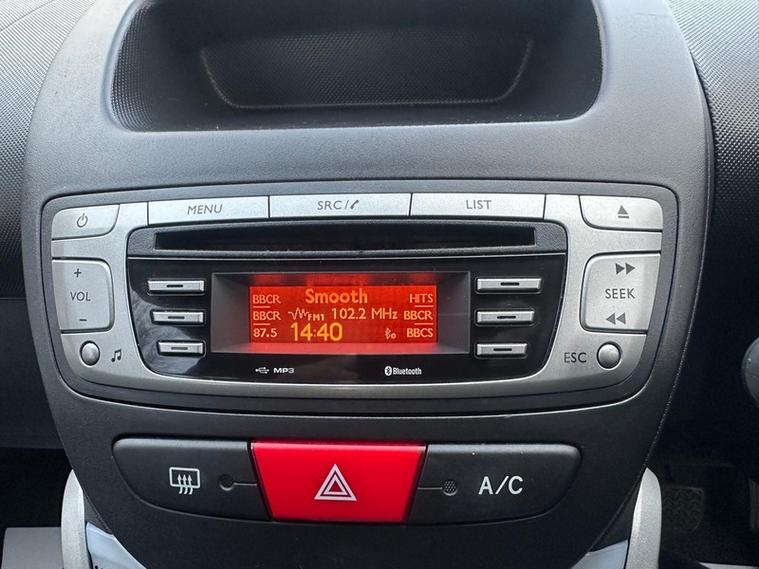 MENU SRC/ LIST
+
VOL
-
SEEK
ESC
BBCR Smooth HITS
BBCR FM1 102.2 MHz BBCR
87.5 14:40 BBCS
MP3 Bluetooth
A/C